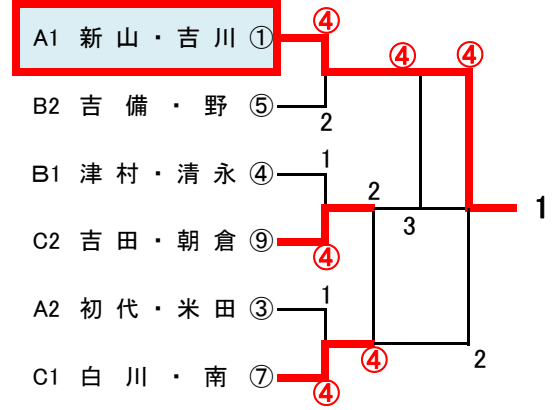 A1 新山・吉川 ① ④ ④ ④
B2 吉備・野 ⑤ 2
B1 津村・清永 ④ 1 2 1
C2 吉田・朝倉 ⑨ ④ 3
A2 初代・米田 ③ 1
C1 白川・南 ⑦ ④ ④ 2